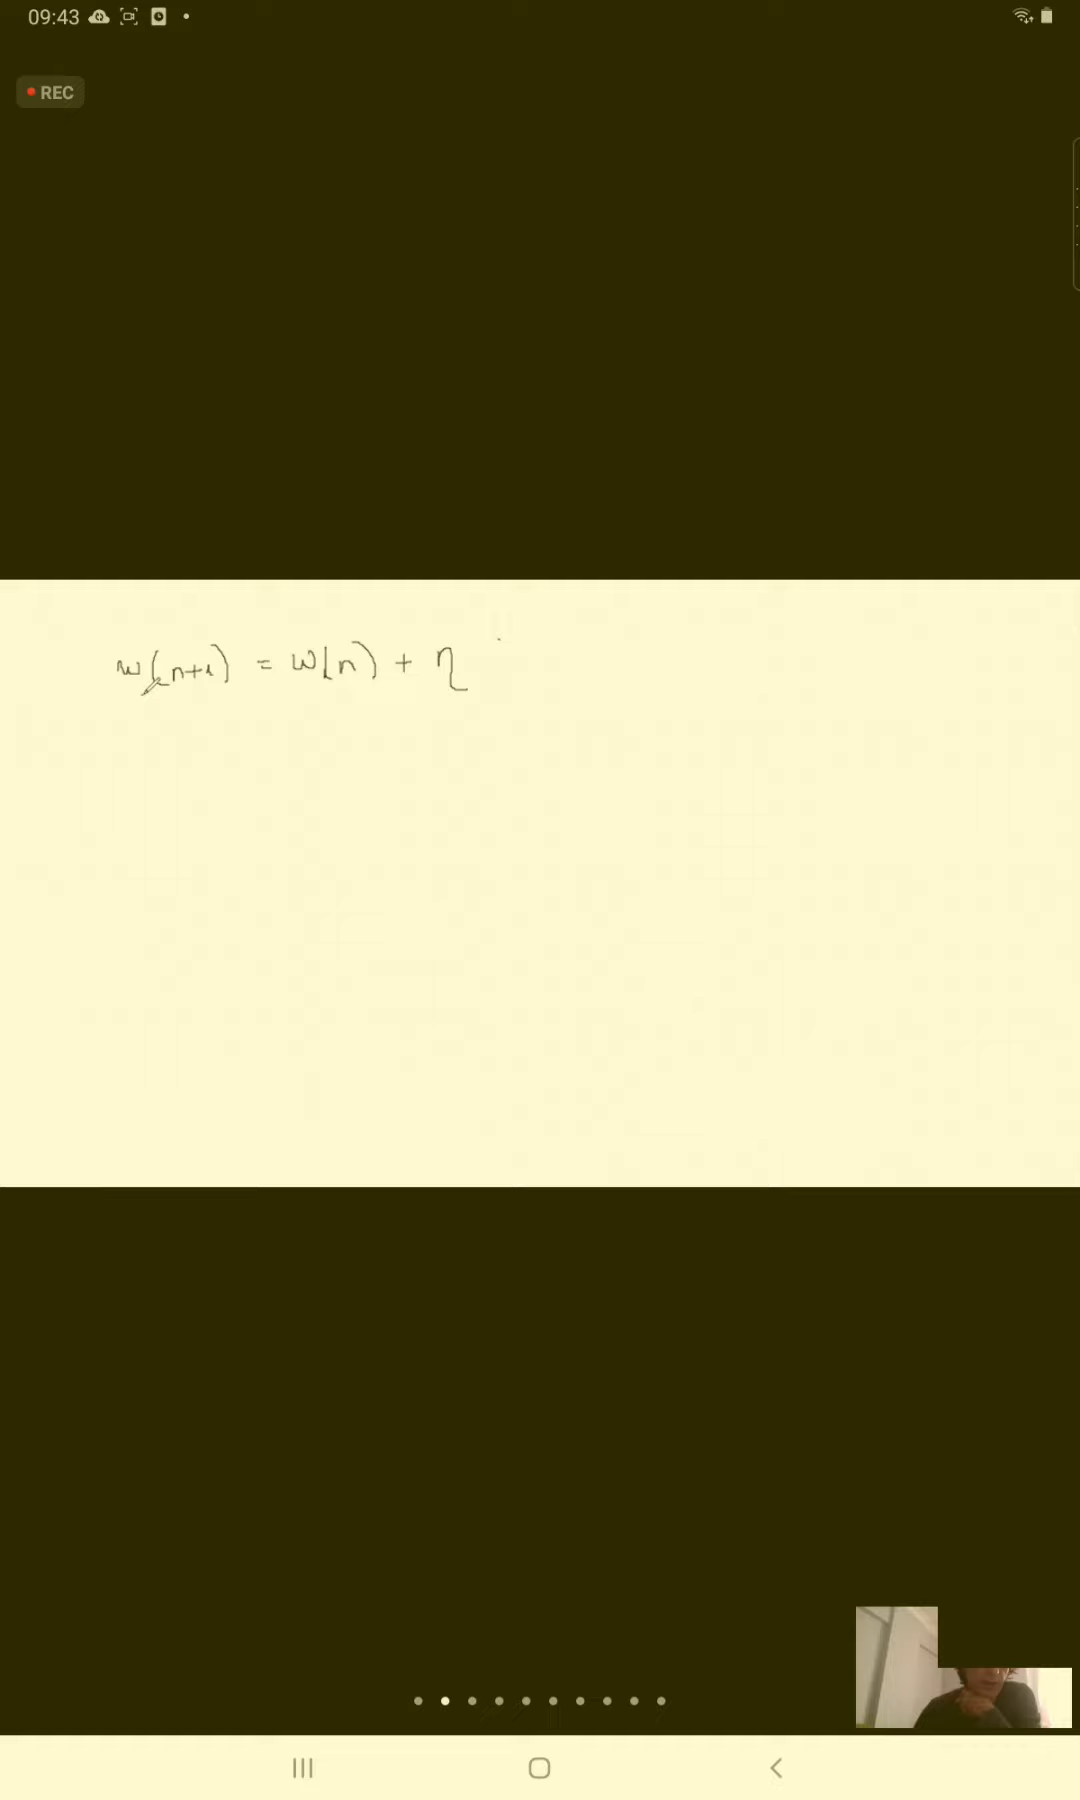 09:43
REC
w(n+1) = w(n) + η